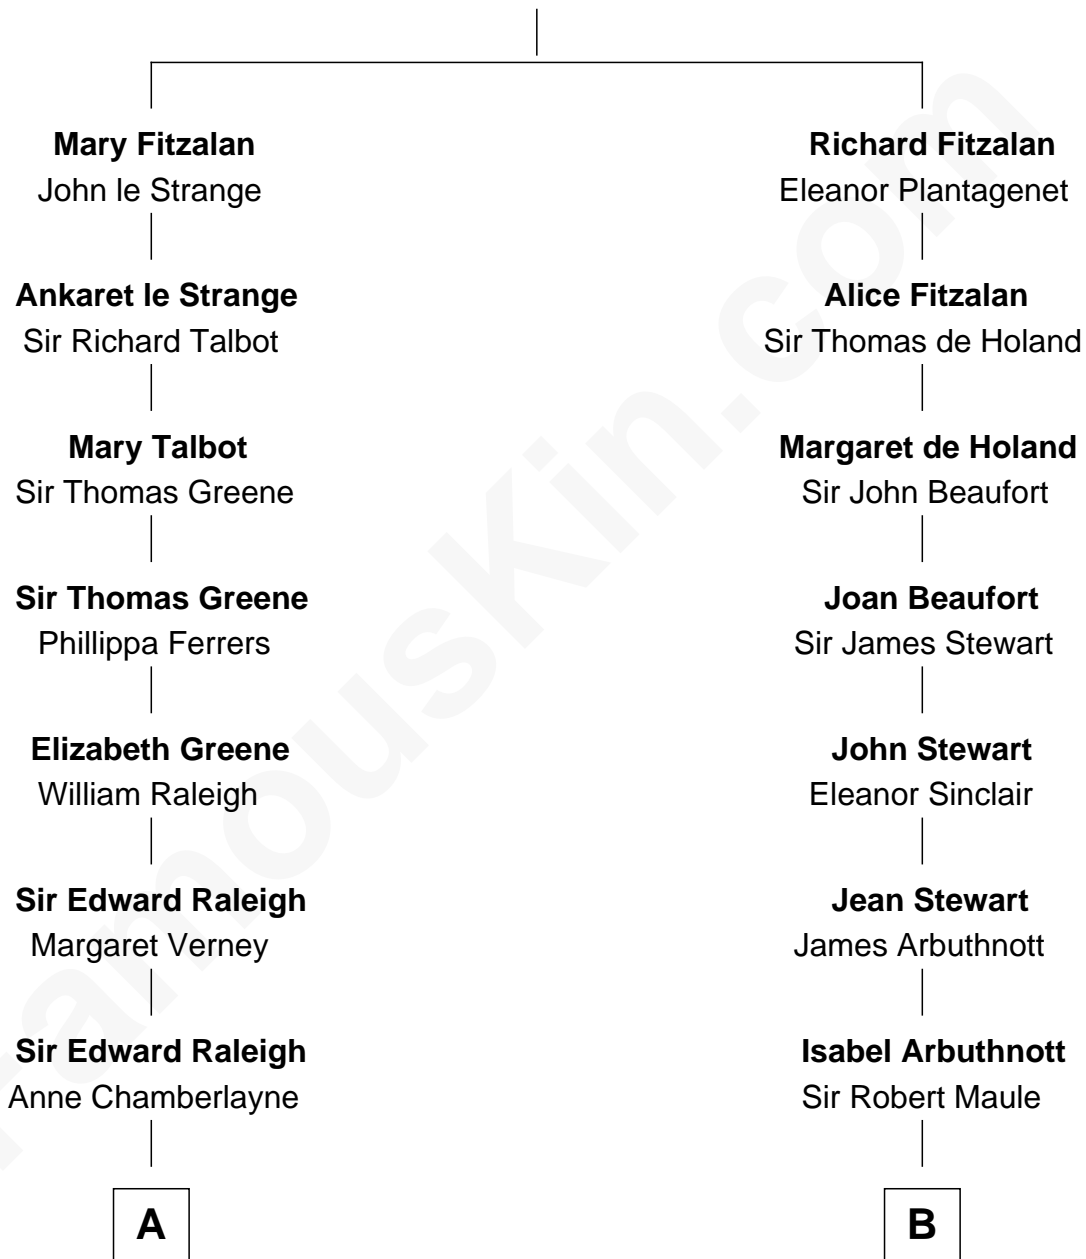 Mary Fitzalan
John le Strange
Ankaret le Strange
Sir Richard Talbot
Mary Talbot
Sir Thomas Greene
Sir Thomas Greene
Phillippa Ferrers
Elizabeth Greene
William Raleigh
Sir Edward Raleigh
Margaret Verney
Sir Edward Raleigh
Anne Chamberlayne
A
Richard Fitzalan
Eleanor Plantagenet
Alice Fitzalan
Sir Thomas de Holand
Margaret de Holand
Sir John Beaufort
Joan Beaufort
Sir James Stewart
John Stewart
Eleanor Sinclair
Jean Stewart
James Arbuthnott
Isabel Arbuthnott
Sir Robert Maule
B
FamousKin.com